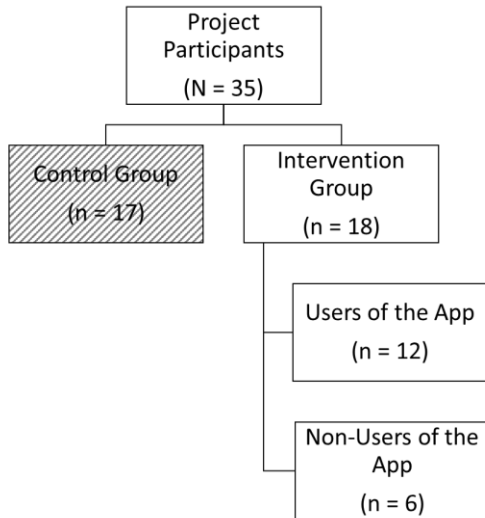 Project
Participants
(N = 35)
Control Group
(n = 17)
Intervention
Group
(n = 18)
Users of the App
(n = 12)
Non-Users of the
App
(n = 6)